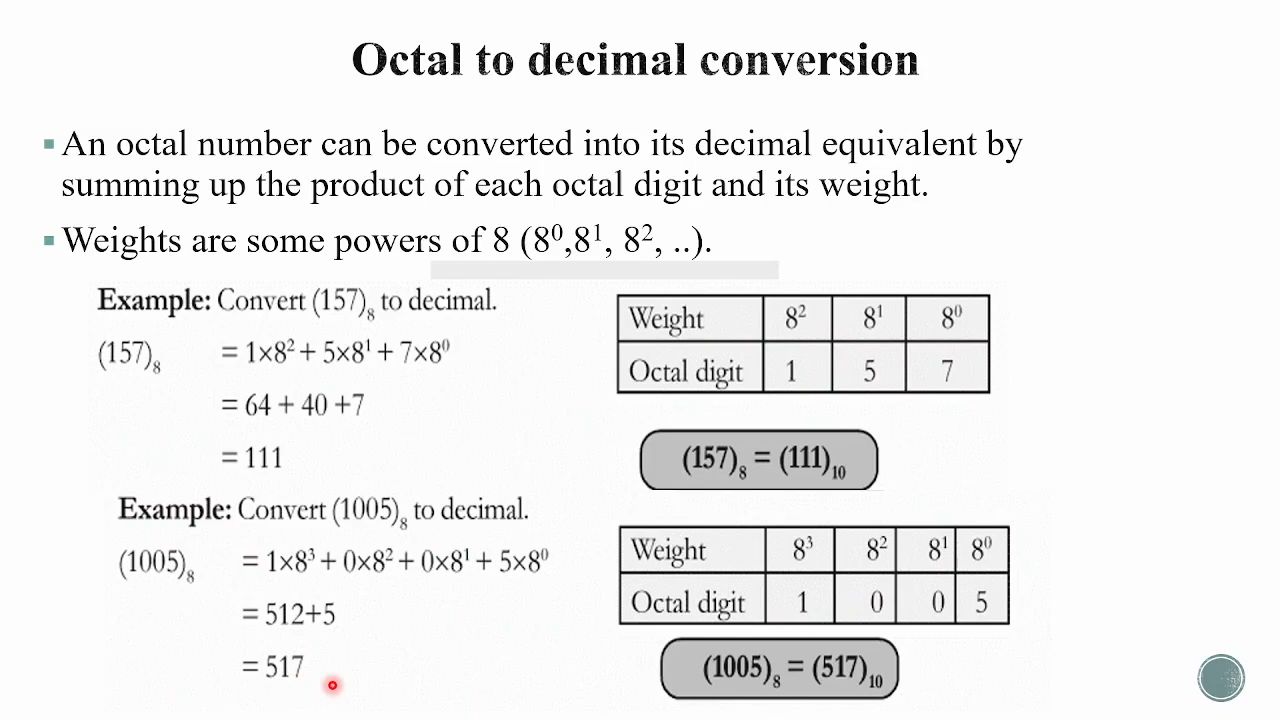 Octal to decimal conversion
▪ An octal number can be converted into its decimal equivalent by
summing up the product of each octal digit and its weight.
▪ Weights are some powers of 8 (8⁰,8¹, 8², ..).
Example: Convert (157)₈ to decimal.
(157)₈ = 1×8² + 5×8¹ + 7×8⁰
= 64 + 40 +7
= 111
Weight 8² 8¹ 8⁰
Octal digit 1 5 7
(157)₈ = (111)₁₀
Example: Convert (1005)₈ to decimal.
(1005)₈ = 1×8³ + 0×8² + 0×8¹ + 5×8⁰
= 512+5
= 517
Weight 8³ 8² 8¹ 8⁰
Octal digit 1 0 0 5
(1005)₈ = (517)₁₀